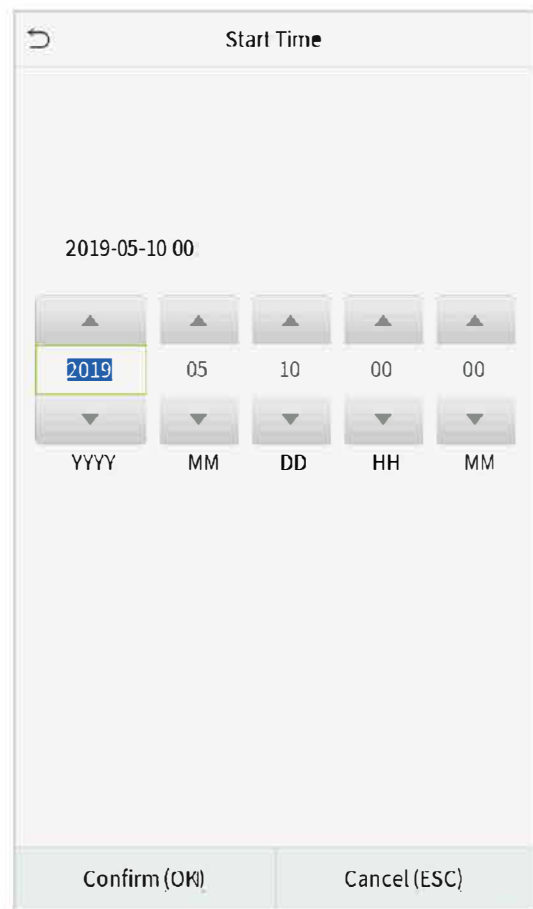 Start Time
2019-05-10 00
2019 05 10 00 00
YYYY MM DD HH MM
Confirm (OK) Cancel (ESC)